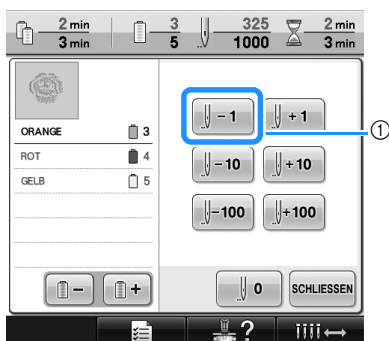 2 min 3 325 2 min
3 min 5 1000 3 min
ORANGE 3
ROT 4
GELB 5
- 1 + 1
- 10 + 10
-100 +100
- +
0 SCHLIESSEN
?
①